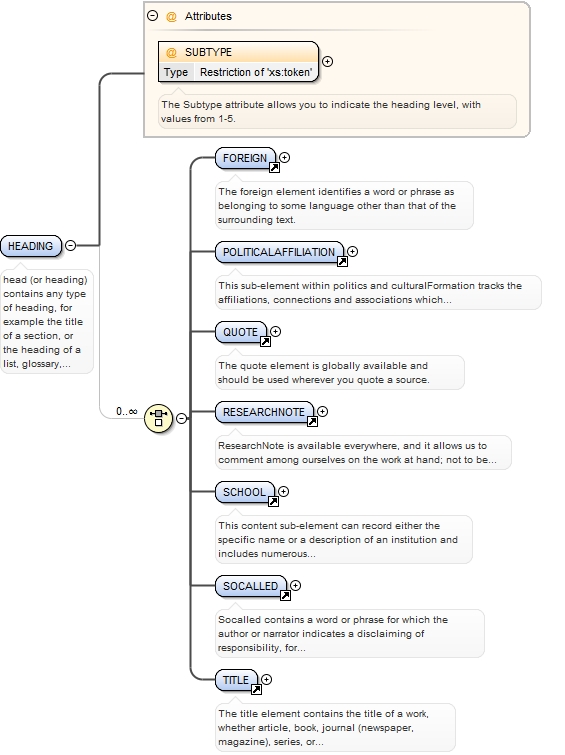 @ Attributes
@ SUBTYPE
Type Restriction of 'xs:token'
The Subtype attribute allows you to indicate the heading level, with
values from 1-5.
HEADING
head (or heading)
contains any type
of heading, for
example the title
of a section, or
the heading of a
list, glossary,...
0..∞
FOREIGN
The foreign element identifies a word or phrase as
belonging to some language other than that of the
surrounding text.
POLITICALAFFILIATION
This sub-element within politics and culturalFormation tracks the
affiliations, connections and associations which...
QUOTE
The quote element is globally available and
should be used wherever you quote a source.
RESEARCHNOTE
ResearchNote is available everywhere, and it allows us to
comment among ourselves on the work at hand; not to be...
SCHOOL
This content sub-element can record either the
specific name or a description of an institution and
includes numerous...
SOCALLED
Socalled contains a word or phrase for which the
author or narrator indicates a disclaiming of
responsibility, for...
TITLE
The title element contains the title of a work,
whether article, book, journal (newspaper,
magazine), series, or...